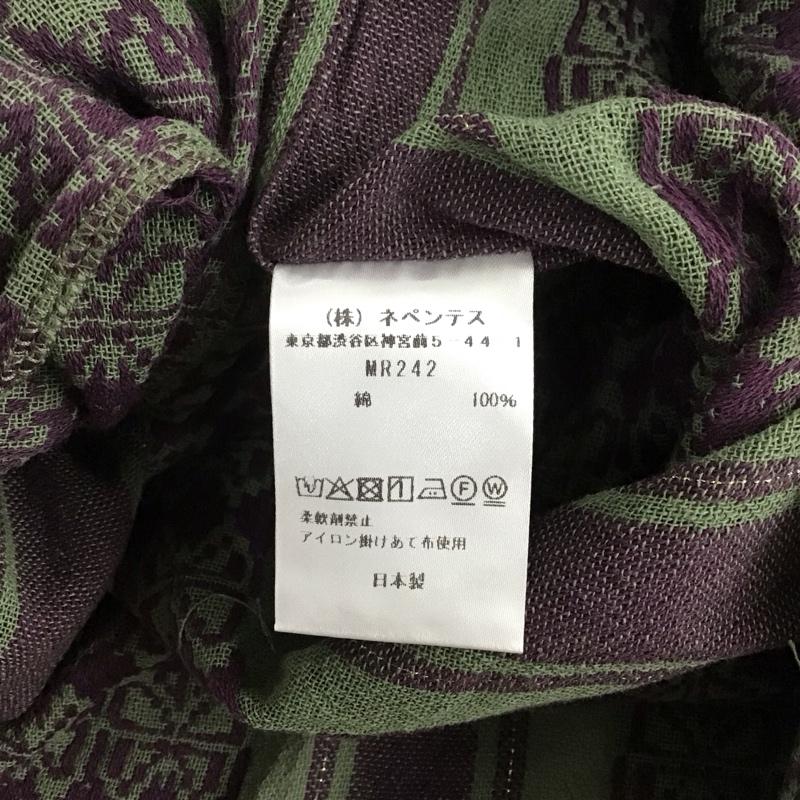 （株）ネペンテス
東京都渋谷区神宮前5-44 1
MR242
綿 100%
F W
柔軟剤禁止
アイロン掛けあて布使用
日本製